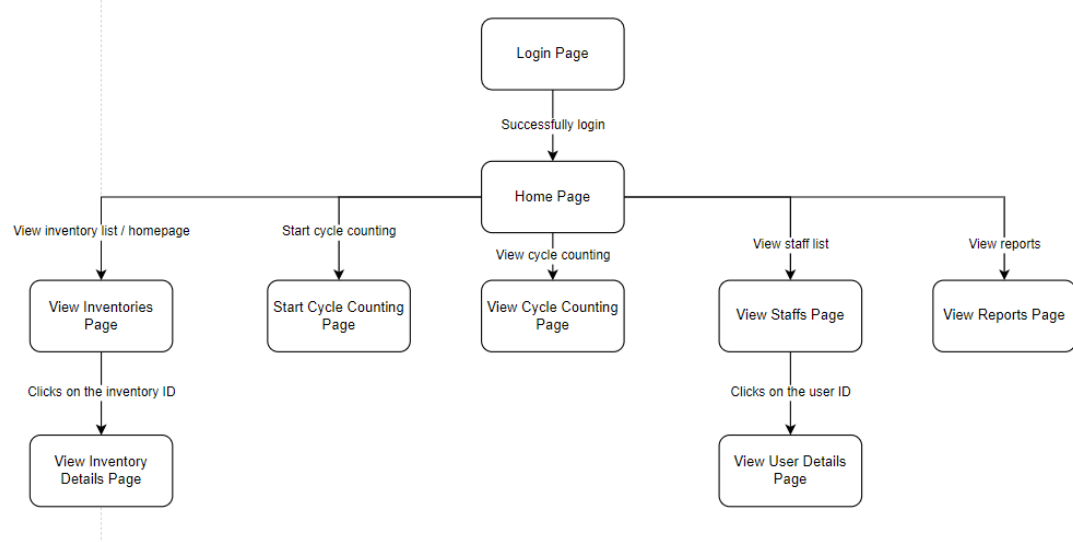 Login Page
Successfully login
Home Page
View inventory list / homepage
Start cycle counting
View cycle counting
View staff list
View reports
View Inventories
Page
Start Cycle Counting
Page
View Cycle Counting
Page
View Staffs Page
View Reports Page
Clicks on the inventory ID
Clicks on the user ID
View Inventory
Details Page
View User Details
Page